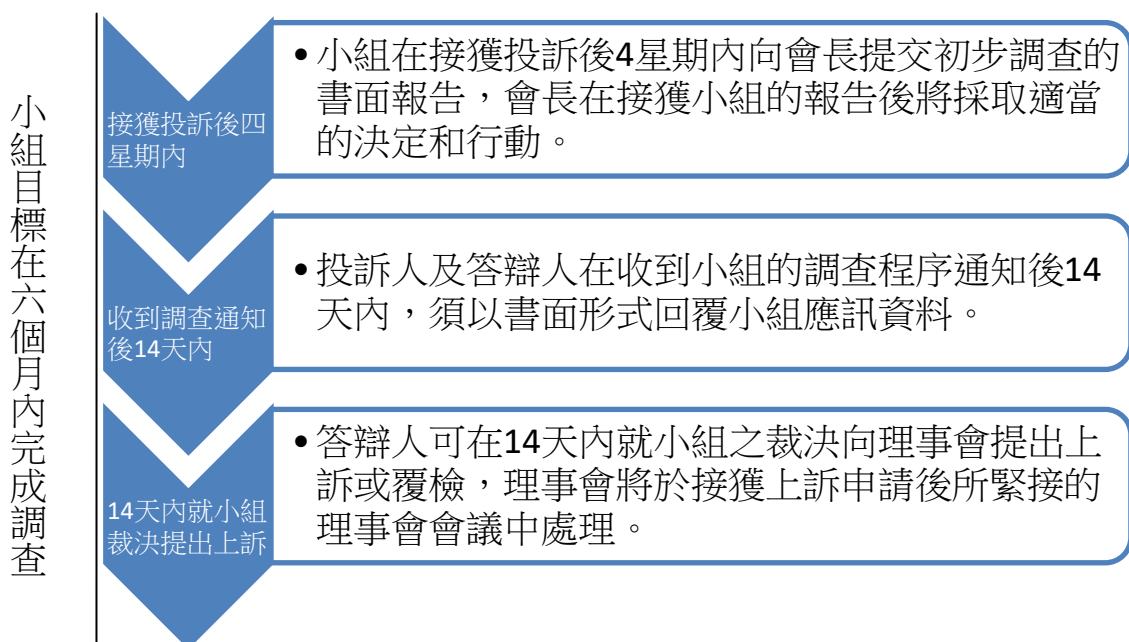 小組目標在六個月內完成調查
接獲投訴後四
星期內
• 小組在接獲投訴後4星期內向會長提交初步調查的
書面報告，會長在接獲小組的報告後將採取適當
的決定和行動。
收到調查通知
後14天內
• 投訴人及答辯人在收到小組的調查程序通知後14
天內，須以書面形式回覆小組應訊資料。
14天內就小組
裁決提出上訴
• 答辯人可在14天內就小組之裁決向理事會提出上
訴或覆檢，理事會將於接獲上訴申請後所緊接的
理事會會議中處理。